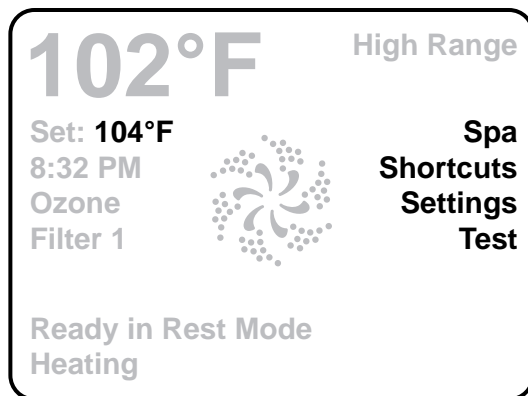 102°F
High Range
Set: 104°F
Spa
8:32 PM
Shortcuts
Ozone
Settings
Filter 1
Test
Ready in Rest Mode
Heating